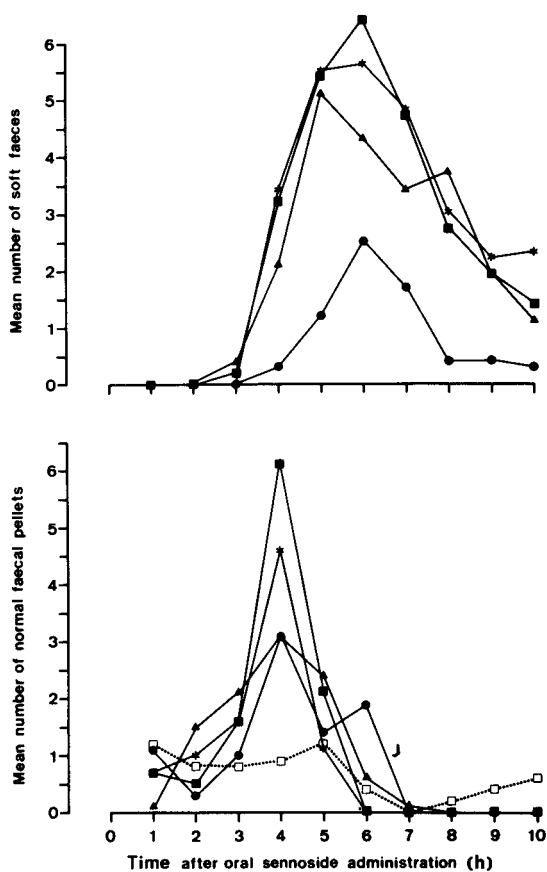 Mean number of soft faeces
6
5
4
3
2
1
0
Mean number of normal faecal pellets
6
5
4
3
2
1
0
J
0 1 2 3 4 5 6 7 8 9 10
Time after oral sennoside administration (h)